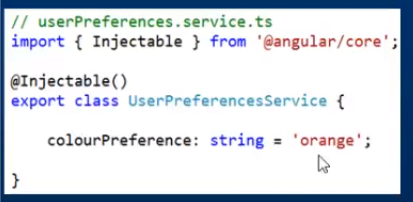 // userPreferences.service.ts
import { Injectable } from '@angular/core';
@Injectable()
export class UserPreferencesService {
colourPreference: string = 'orange';
}